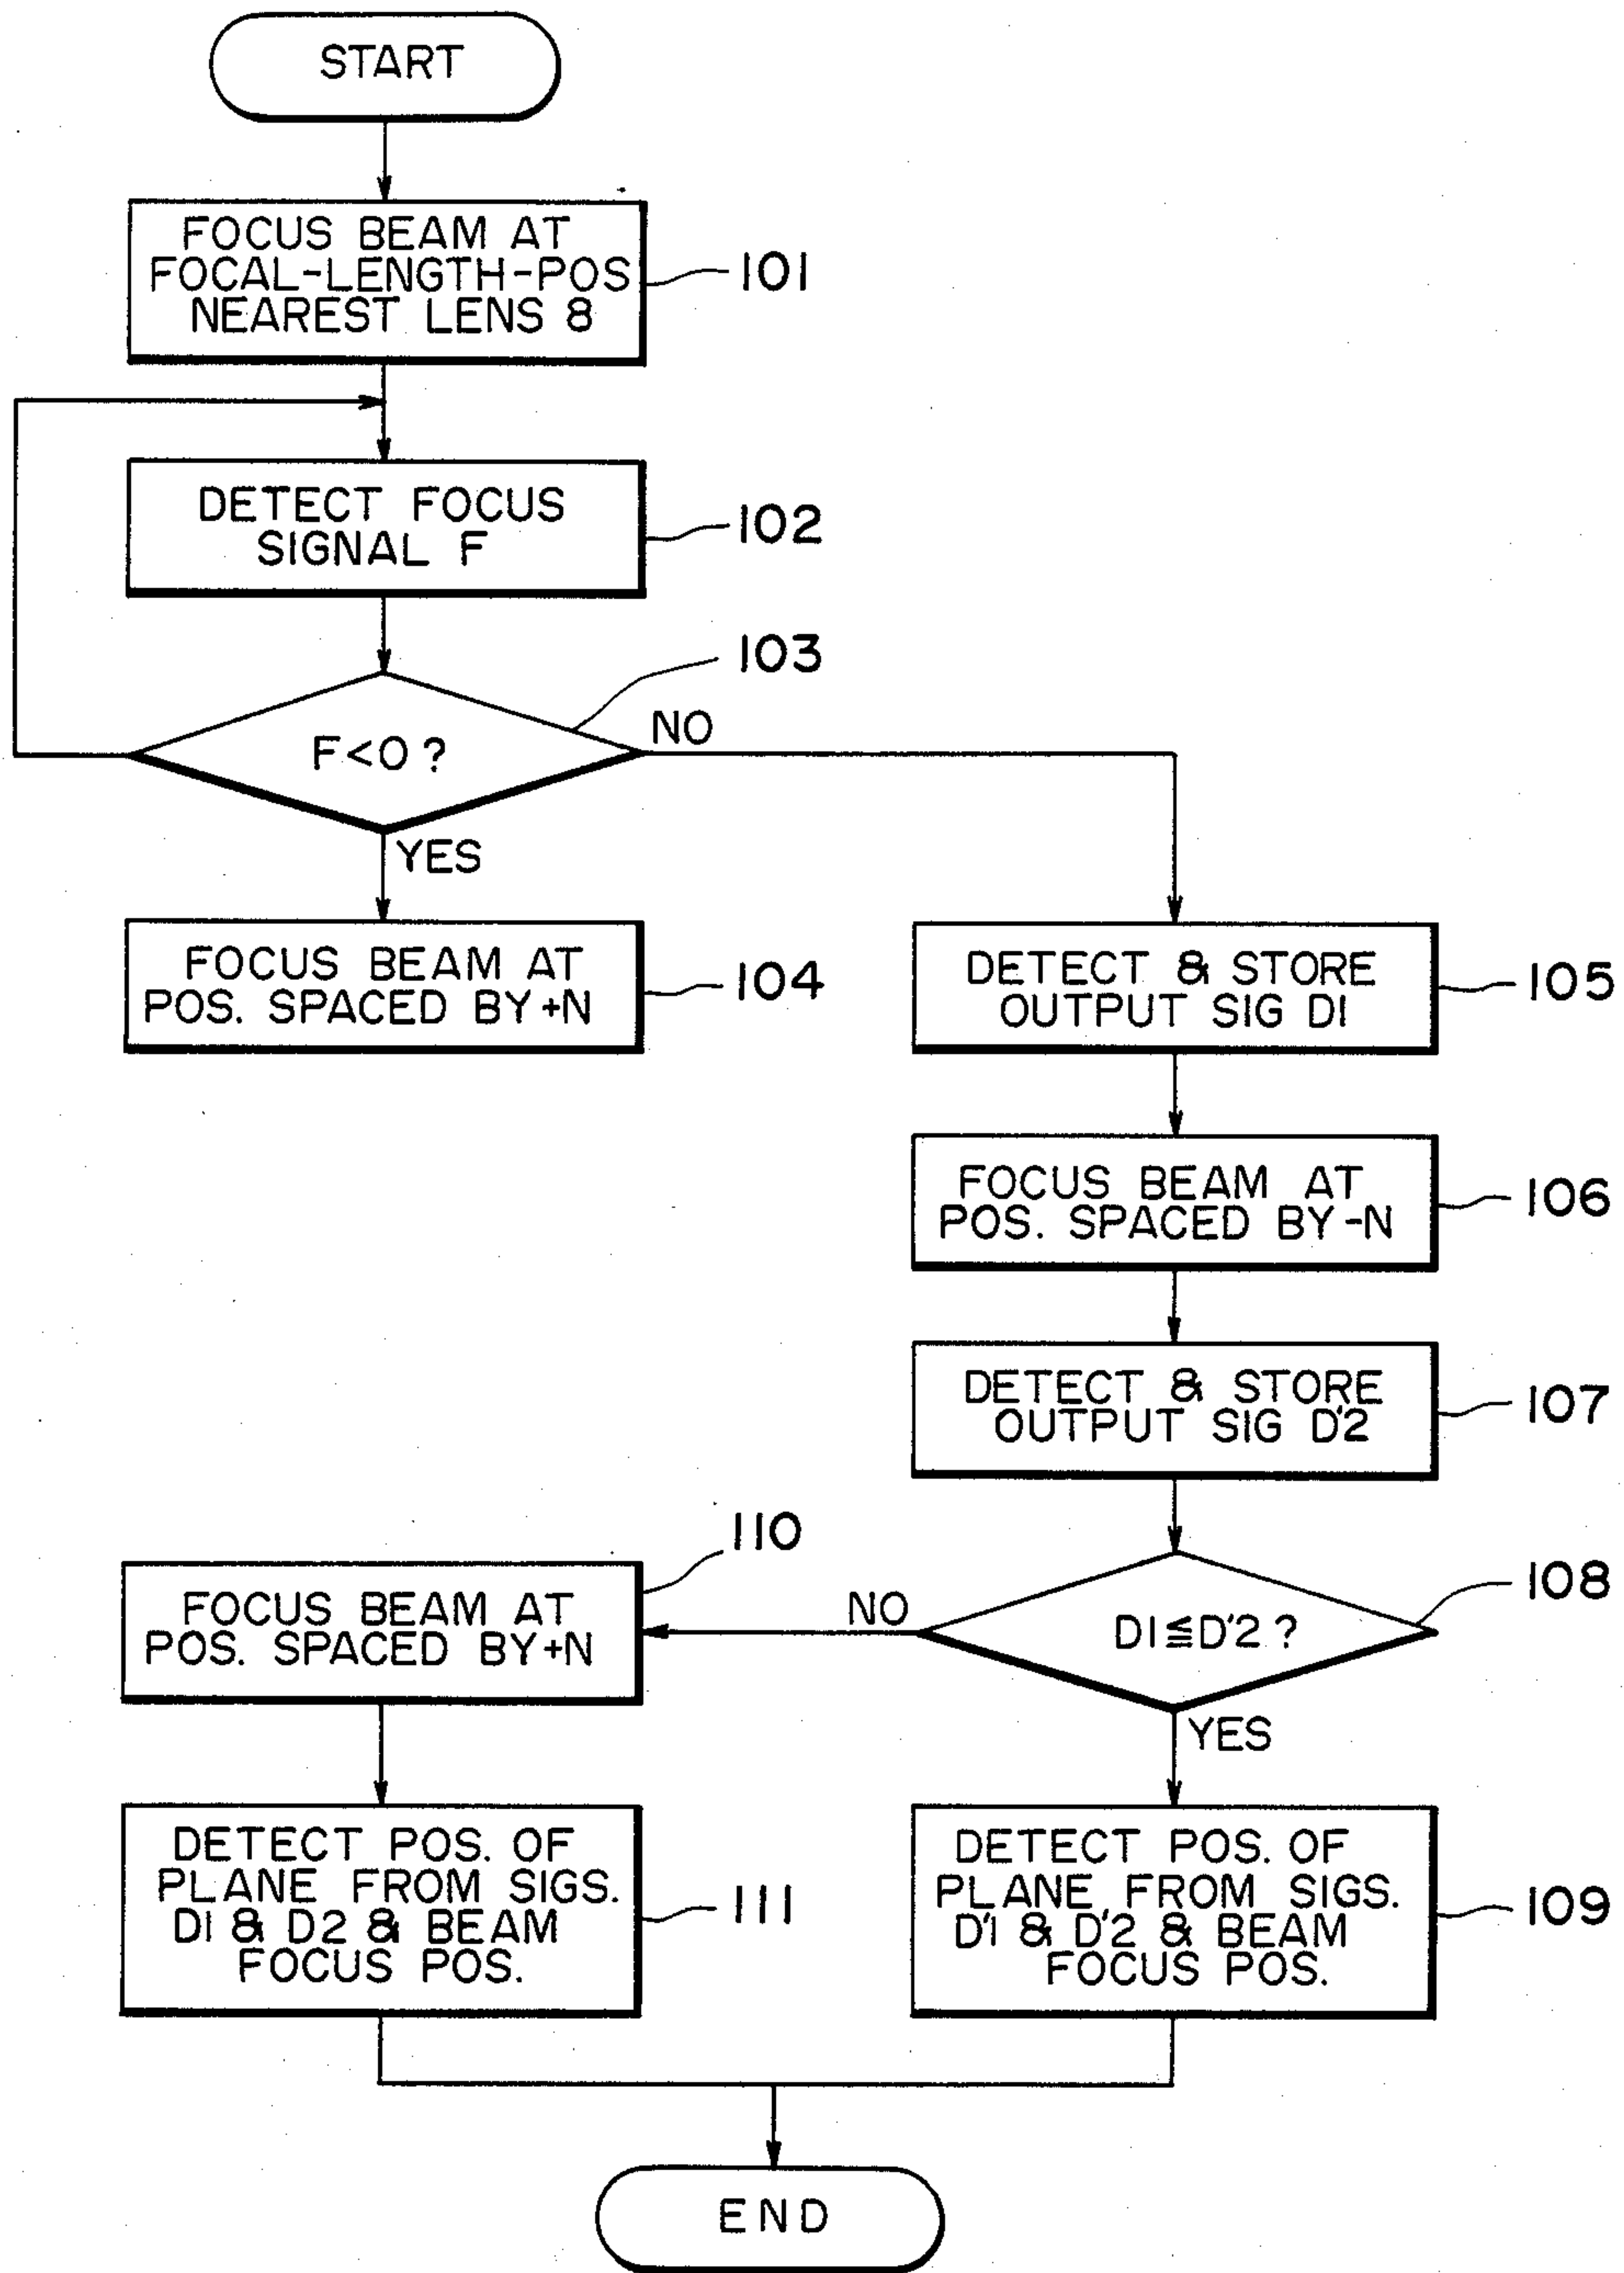 START
FOCUS BEAM AT
FOCAL-LENGTH-POS
NEAREST LENS 8
101
DETECT FOCUS
SIGNAL F
102
103
F<0?
NO
YES
FOCUS BEAM AT
POS. SPACED BY+N
104
DETECT & STORE
OUTPUT SIG D1
105
FOCUS BEAM AT
POS. SPACED BY-N
106
DETECT & STORE
OUTPUT SIG D'2
107
D1≦D'2?
108
NO
YES
110
FOCUS BEAM AT
POS. SPACED BY+N
DETECT POS. OF
PLANE FROM SIGS.
D1 & D2 & BEAM
FOCUS POS.
111
DETECT POS. OF
PLANE FROM SIGS.
D'1 & D'2 & BEAM
FOCUS POS.
109
END